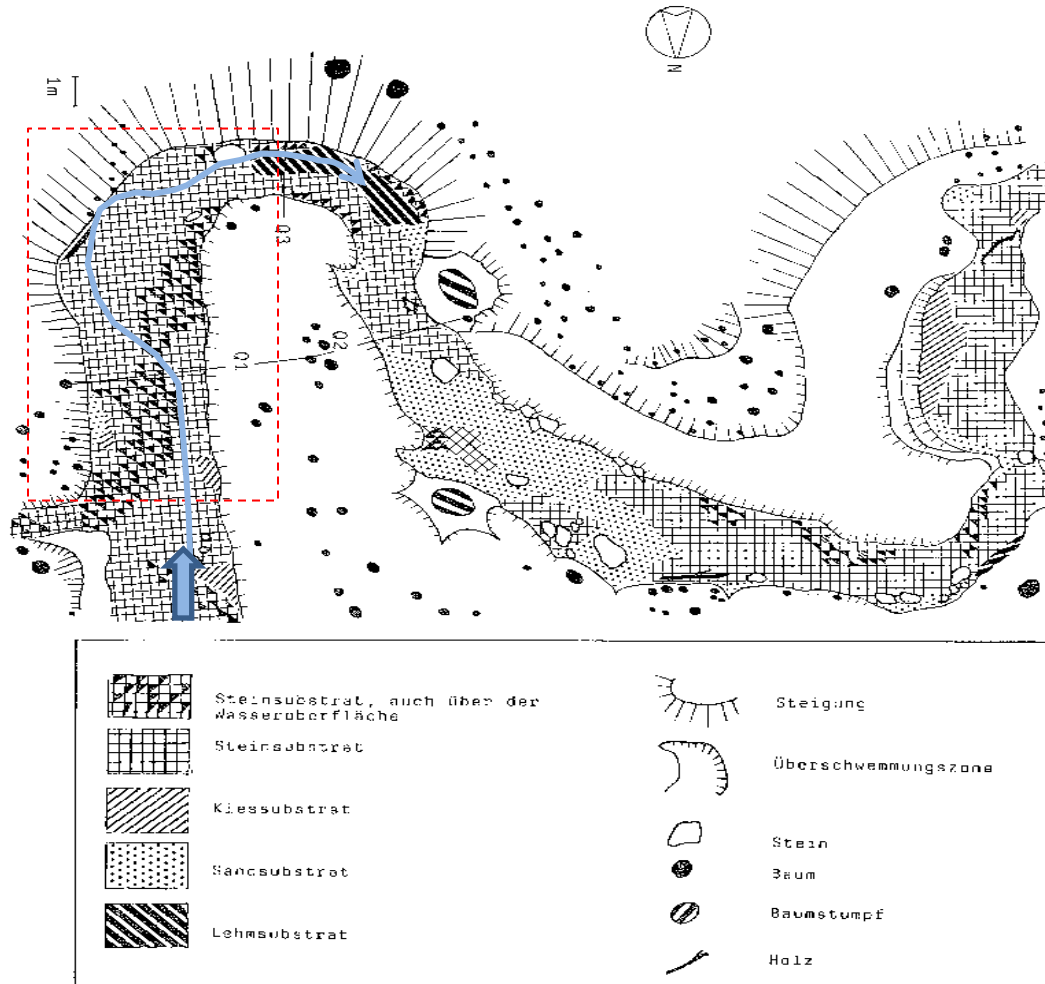 N
1m
Q3
Q2
Q1
Steinsubstrat, auch über der
Wasseroberfläche
Steinsubstrat
Kiessubstrat
Sandsubstrat
Lehmsubstrat
Steigung
Überschwemmungszone
Stein
Baum
Baumstumpf
Holz